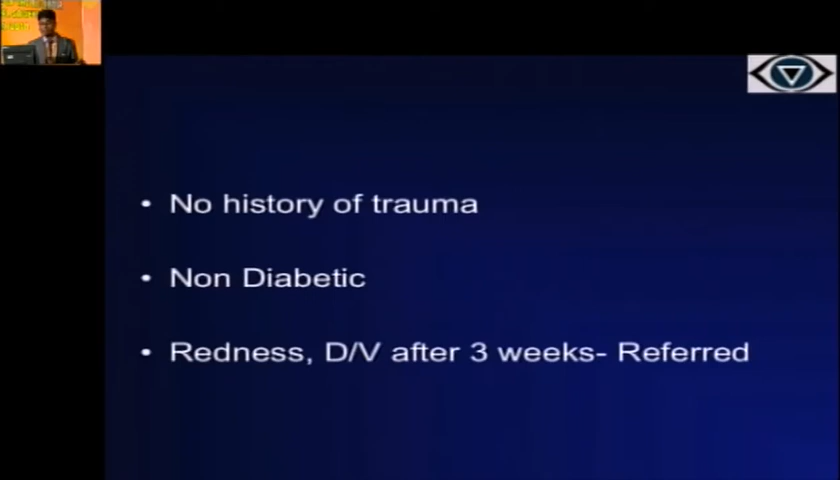 • No history of trauma
• Non Diabetic
• Redness, D/V after 3 weeks- Referred